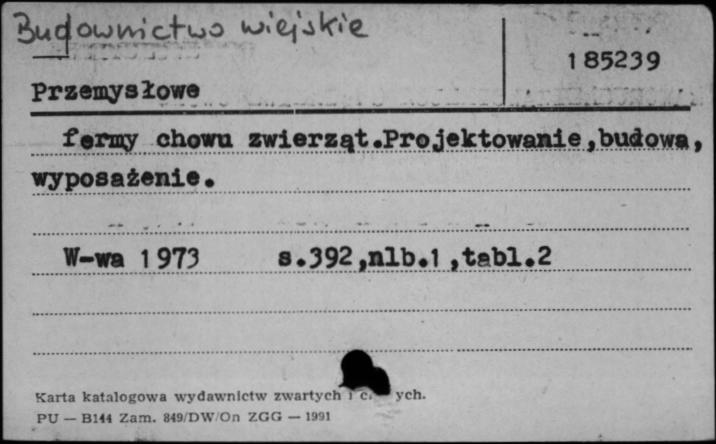 Budownictwo wiejskie
185239
Przemysłowe
fermy chowu zwierząt.Projektowanie,budowa,
wyposażenie.
W-wa 1973 s.392,nlb.1,tabl.2
Karta katalogowa wydawnictw zwartych i ych.
PU — B144 Zam. 849/DW/On ZGG — 1991